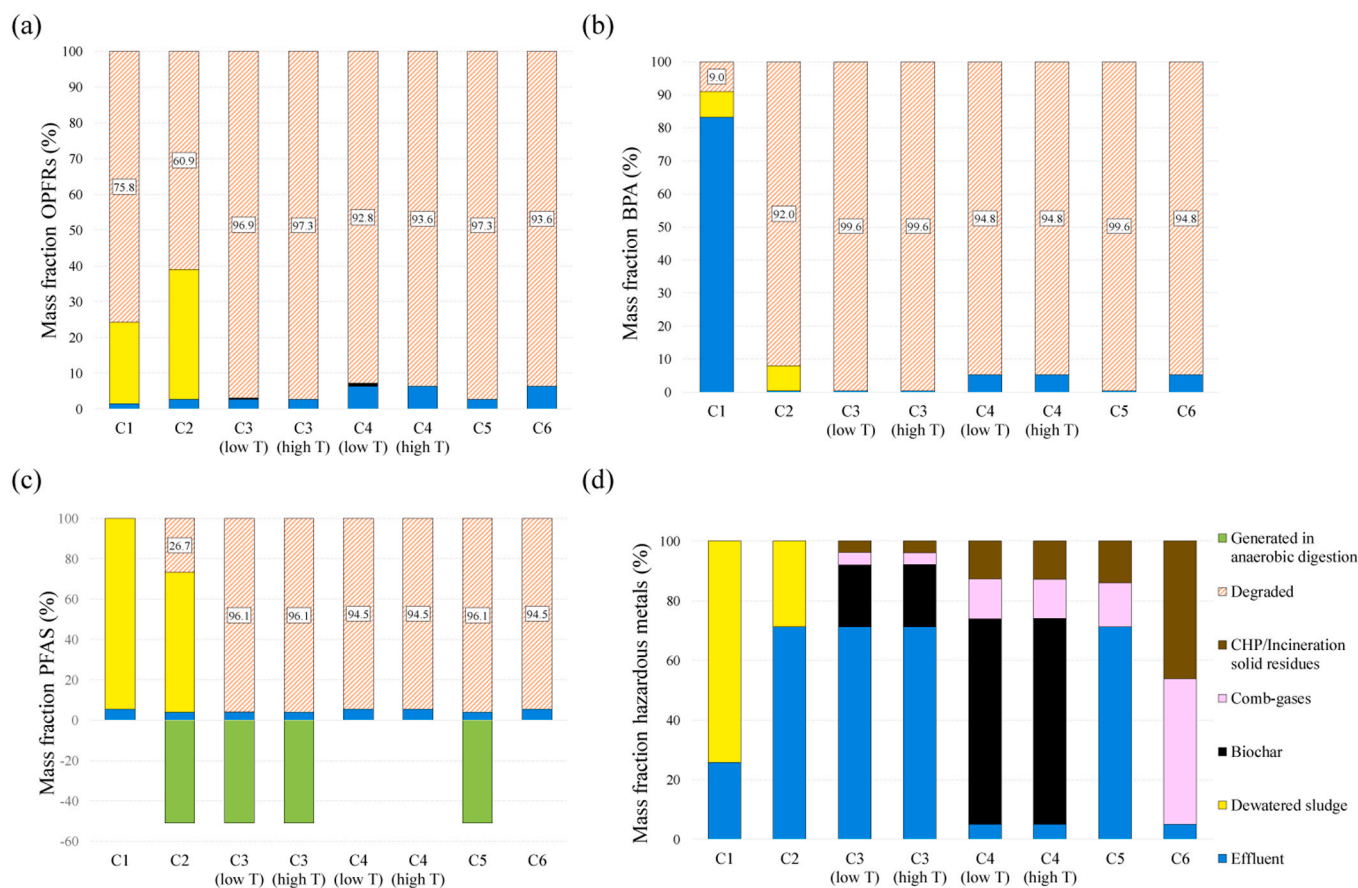 (a)
Mass fraction OPFRs (%)
100
90
80
70
60
50
40
30
20
10
0
75.8
60.9
96.9
97.3
92.8
93.6
97.3
93.6
C1 C2 C3 C3 C4 C4 C5 C6
(low T) (high T) (low T) (high T)
(b)
Mass fraction BPA (%)
100
90
80
70
60
50
40
30
20
10
0
9.0
92.0
99.6
99.6
94.8
94.8
99.6
94.8
C1 C2 C3 C3 C4 C4 C5 C6
(low T) (high T) (low T) (high T)
(c)
Mass fraction PFAS (%)
100
80
60
40
20
0
-20
-40
-60
26.7
96.1
96.1
94.5
94.5
96.1
94.5
C1 C2 C3 C3 C4 C4 C5 C6
(low T) (high T) (low T) (high T)
(d)
Mass fraction hazardous metals (%)
100
80
60
40
20
0
C1 C2 C3 C3 C4 C4 C5 C6
(low T) (high T) (low T) (high T)
Generated in
anaerobic digestion
Degraded
CHP/Incineration
solid residues
Comb-gases
Biochar
Dewatered sludge
Effluent